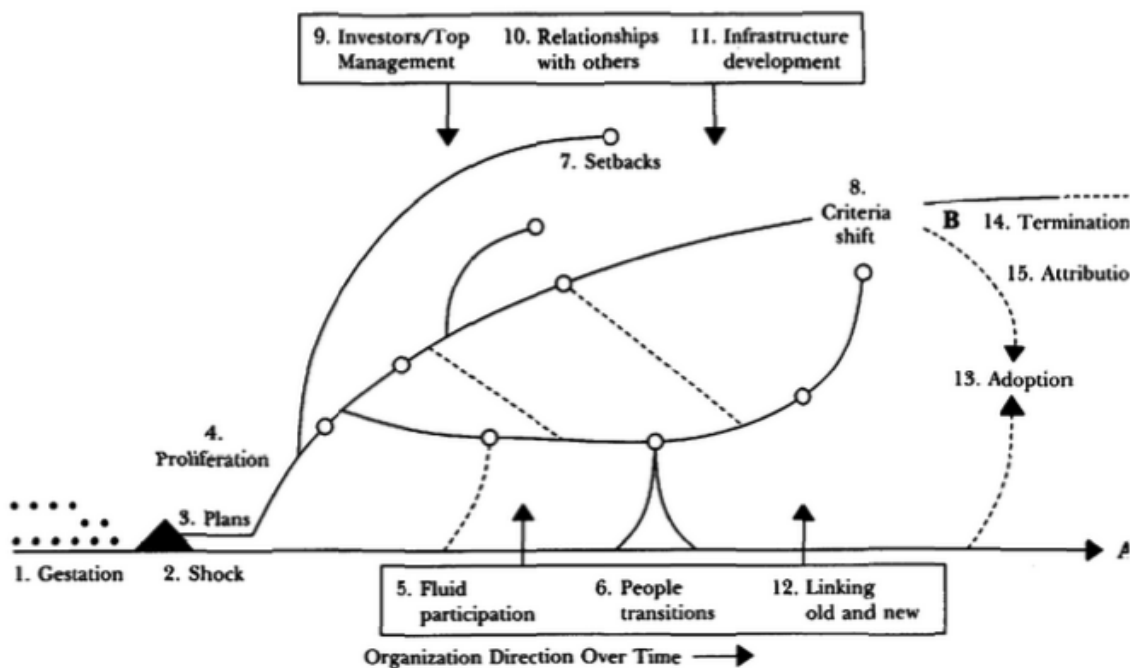 9. Investors/Top
Management
10. Relationships
with others
11. Infrastructure
development
7. Setbacks
8.
Criteria
shift
B
14. Termination
15. Attributio
13. Adoption
4.
Proliferation
3. Plans
1. Gestation
2. Shock
A
5. Fluid
participation
6. People
transitions
12. Linking
old and new
Organization Direction Over Time